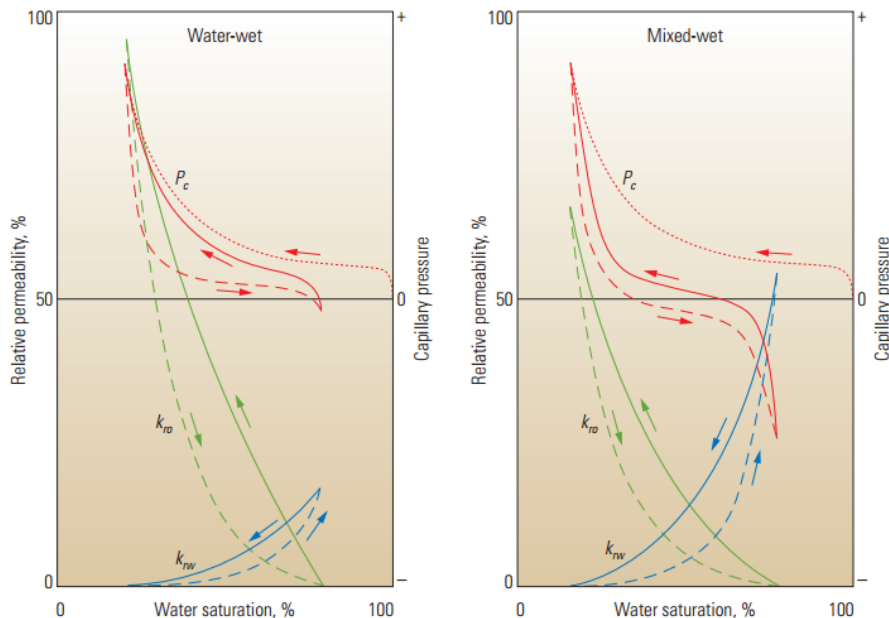 Water-wet
100
50
0
Relative permeability, %
+
0
–
Capillary pressure
Pc
kro
krw
0
Water saturation, %
100
Mixed-wet
100
50
0
Relative permeability, %
+
0
–
Capillary pressure
Pc
kro
krw
0
Water saturation, %
100